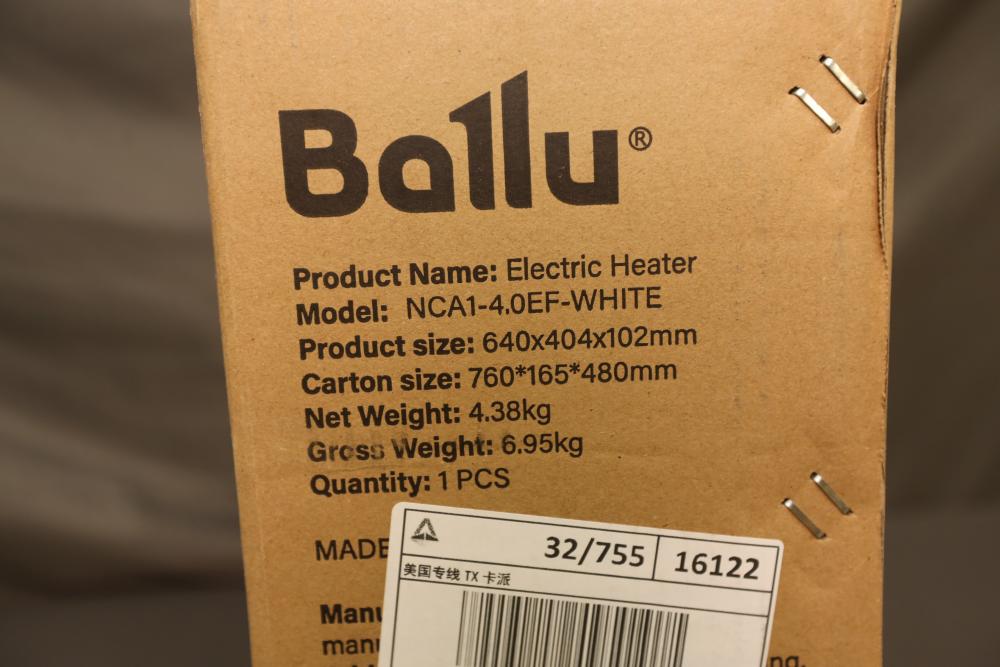 Ballu®
Product Name: Electric Heater
Model: NCA1-4.0EF-WHITE
Product size: 640x404x102mm
Carton size: 760*165*480mm
Net Weight: 4.38kg
Gross Weight: 6.95kg
Quantity: 1 PCS
MADE
32/755 16122
美国专线 TX 卡派